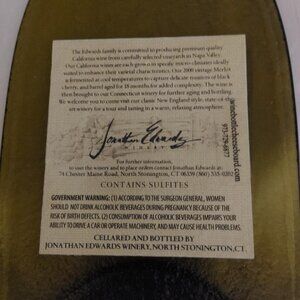 The Edwards family is committed to producing premium quality
California wine from carefully selected vineyards in Napa Valley.
Our California wines are each grown in specific micro-climates ideally
suited to enhance their varietal characteristics. Our 2000 vintage Merlot
is fermented at cool temperatures to capture delicate nuances of black
cherry, and barrel aged in 18 months for added complexity. The wine is
then brought to our Connecticut winery for further aging and bottling.
We welcome you to come visit our classic New England style, state of the
art winery for a tour and tasting in a warm, relaxing atmosphere.
Jonathan Edwards
WINERY
For further information,
to visit the winery and to place orders contact Jonathan Edwards at:
74 Chester Maine Road, North Stonington, CT 06359 (860) 535-0202
CONTAINS SULFITES
GOVERNMENT WARNING: (1) ACCORDING TO THE SURGEON GENERAL, WOMEN
SHOULD NOT DRINK ALCOHOLIC BEVERAGES DURING PREGNANCY BECAUSE OF THE
RISK OF BIRTH DEFECTS. (2) CONSUMPTION OF ALCOHOLIC BEVERAGES IMPAIRS YOUR
ABILITY TO DRIVE A CAR OR OPERATE MACHINERY, AND MAY CAUSE HEALTH PROBLEMS.
CELLARED AND BOTTLED BY
JONATHAN EDWARDS WINERY, NORTH STONINGTON, CT.
winebottlecheeseboard.com